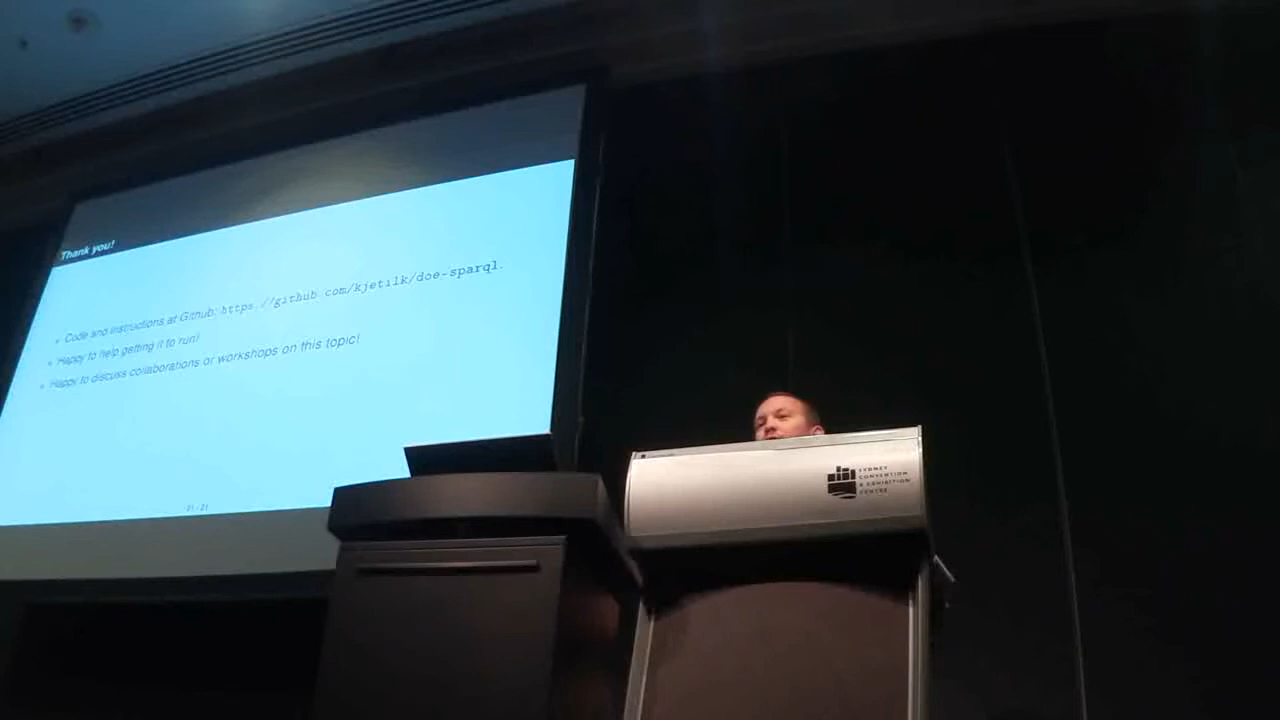 Thank you!
Code and instructions at Github: https://github.com/kjetilk/doe-sparql.
Happy to help getting it to run!
Happy to discuss collaborations or workshops on this topic!
21 / 21
SYDNEY
CONVENTION
& EXHIBITION
CENTRE